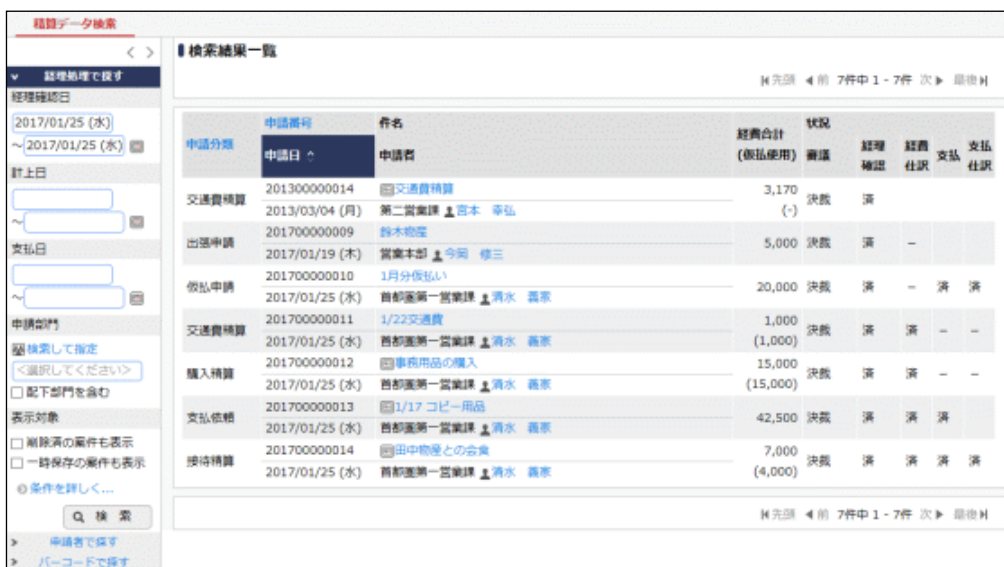 精算データ検索
< >
経理処理で探す
経理確認日
2017/01/25 (水)
～2017/01/25 (水)
計上日
～
支払日
～
申請部門
検索して指定
<選択してください>
配下部門を含む
表示対象
削除済の案件も表示
一時保存の案件も表示
条件を詳しく...
検 索
申請者で探す
バーコードで探す
検索結果一覧
先頭 前 7件中 1 - 7件 次 最後
申請分類 申請番号 件名 経費合計 (仮払使用) 状況
申請日 申請者 審議 経理確認 経費仕訳 支払 支払仕訳
交通費精算 201300000014 交通費精算 3,170 決裁 済
2013/03/04 (月) 第二営業課 宮本 幸弘 (-)
出張申請 201700000009 鈴木物産 5,000 決裁 済 －
2017/01/19 (木) 営業本部 今岡 修三
仮払申請 201700000010 1月分仮払い 20,000 決裁 済 － 済 済
2017/01/25 (水) 首都圏第一営業課 清水 義家
交通費精算 201700000011 1/22交通費 1,000 決裁 済 済 － －
2017/01/25 (水) 首都圏第一営業課 清水 義家 (1,000)
購入精算 201700000012 事務用品の購入 15,000 決裁 済 済 － －
2017/01/25 (水) 首都圏第一営業課 清水 義家 (15,000)
支払依頼 201700000013 1/17 コピー用品 42,500 決裁 済 済 済
2017/01/25 (水) 首都圏第一営業課 清水 義家
接待精算 201700000014 田中物産との会食 7,000 決裁 済 済 済 済
2017/01/25 (水) 首都圏第一営業課 清水 義家 (4,000)
先頭 前 7件中 1 - 7件 次 最後